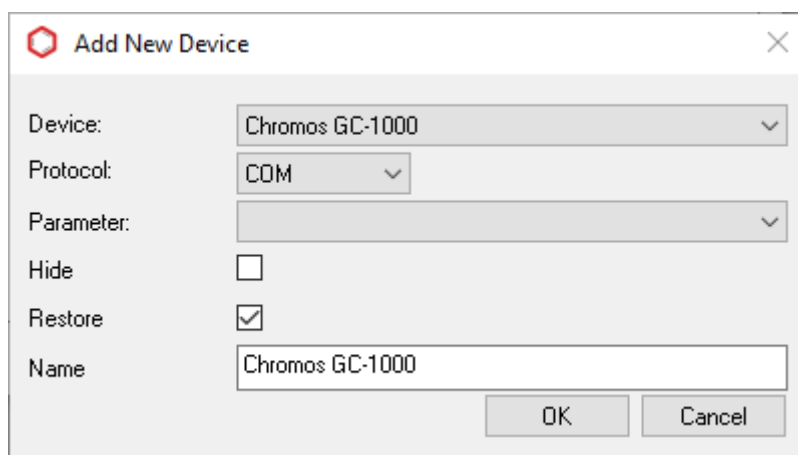 Add New Device
Device: Chromos GC-1000
Protocol: COM
Parameter:
Hide
Restore
Name Chromos GC-1000
OK Cancel